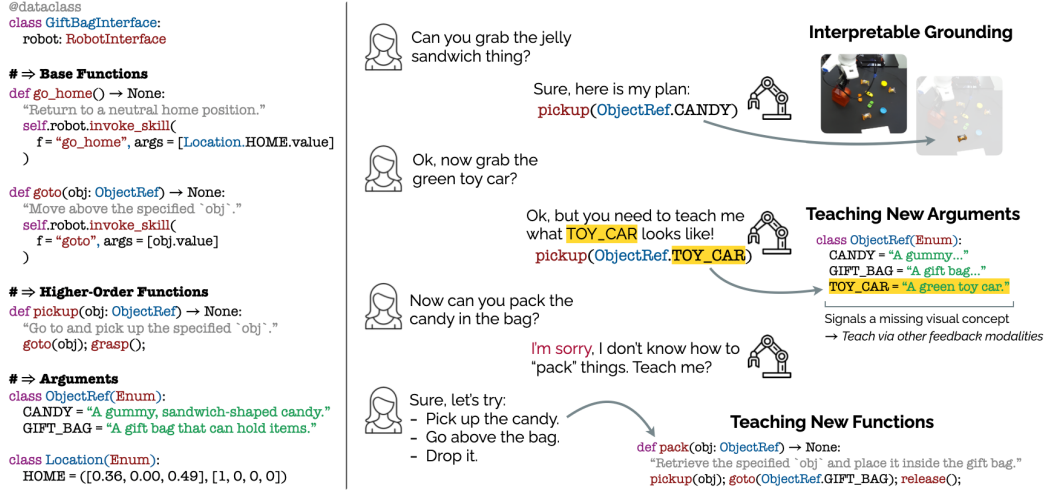 @dataclass
class GiftBagInterface:
robot: RobotInterface
# ⇒ Base Functions
def go_home() → None:
“Return to a neutral home position.”
self.robot.invoke_skill(
f = “go_home”, args = [Location.HOME.value]
)
def goto(obj: ObjectRef) → None:
“Move above the specified `obj`.”
self.robot.invoke_skill(
f = “goto”, args = [obj.value]
)
# ⇒ Higher-Order Functions
def pickup(obj: ObjectRef) → None:
“Go to and pick up the specified `obj`.”
goto(obj); grasp();
# ⇒ Arguments
class ObjectRef(Enum):
CANDY = “A gummy, sandwich-shaped candy.”
GIFT_BAG = “A gift bag that can hold items.”
class Location(Enum):
HOME = ([0.36, 0.00, 0.49], [1, 0, 0, 0])
Can you grab the jelly
sandwich thing?
Sure, here is my plan:
pickup(ObjectRef.CANDY)
Interpretable Grounding
Ok, now grab the
green toy car?
Ok, but you need to teach me
what TOY_CAR looks like!
pickup(ObjectRef.TOY_CAR)
Teaching New Arguments
class ObjectRef(Enum):
CANDY = “A gummy...”
GIFT_BAG = “A gift bag...”
TOY_CAR = “A green toy car.”
Signals a missing visual concept
→ Teach via other feedback modalities
Now can you pack the
candy in the bag?
I’m sorry, I don’t know how to
“pack” things. Teach me?
Sure, let’s try:
- Pick up the candy.
- Go above the bag.
- Drop it.
Teaching New Functions
def pack(obj: ObjectRef) → None:
“Retrieve the specified `obj` and place it inside the gift bag.”
pickup(obj); goto(ObjectRef.GIFT_BAG); release();